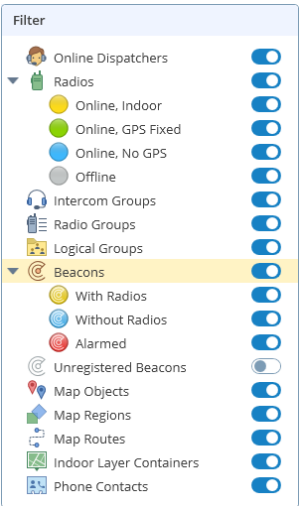 Filter
Online Dispatchers
Radios
Online, Indoor
Online, GPS Fixed
Online, No GPS
Offline
Intercom Groups
Radio Groups
Logical Groups
Beacons
With Radios
Without Radios
Alarmed
Unregistered Beacons
Map Objects
Map Regions
Map Routes
Indoor Layer Containers
Phone Contacts